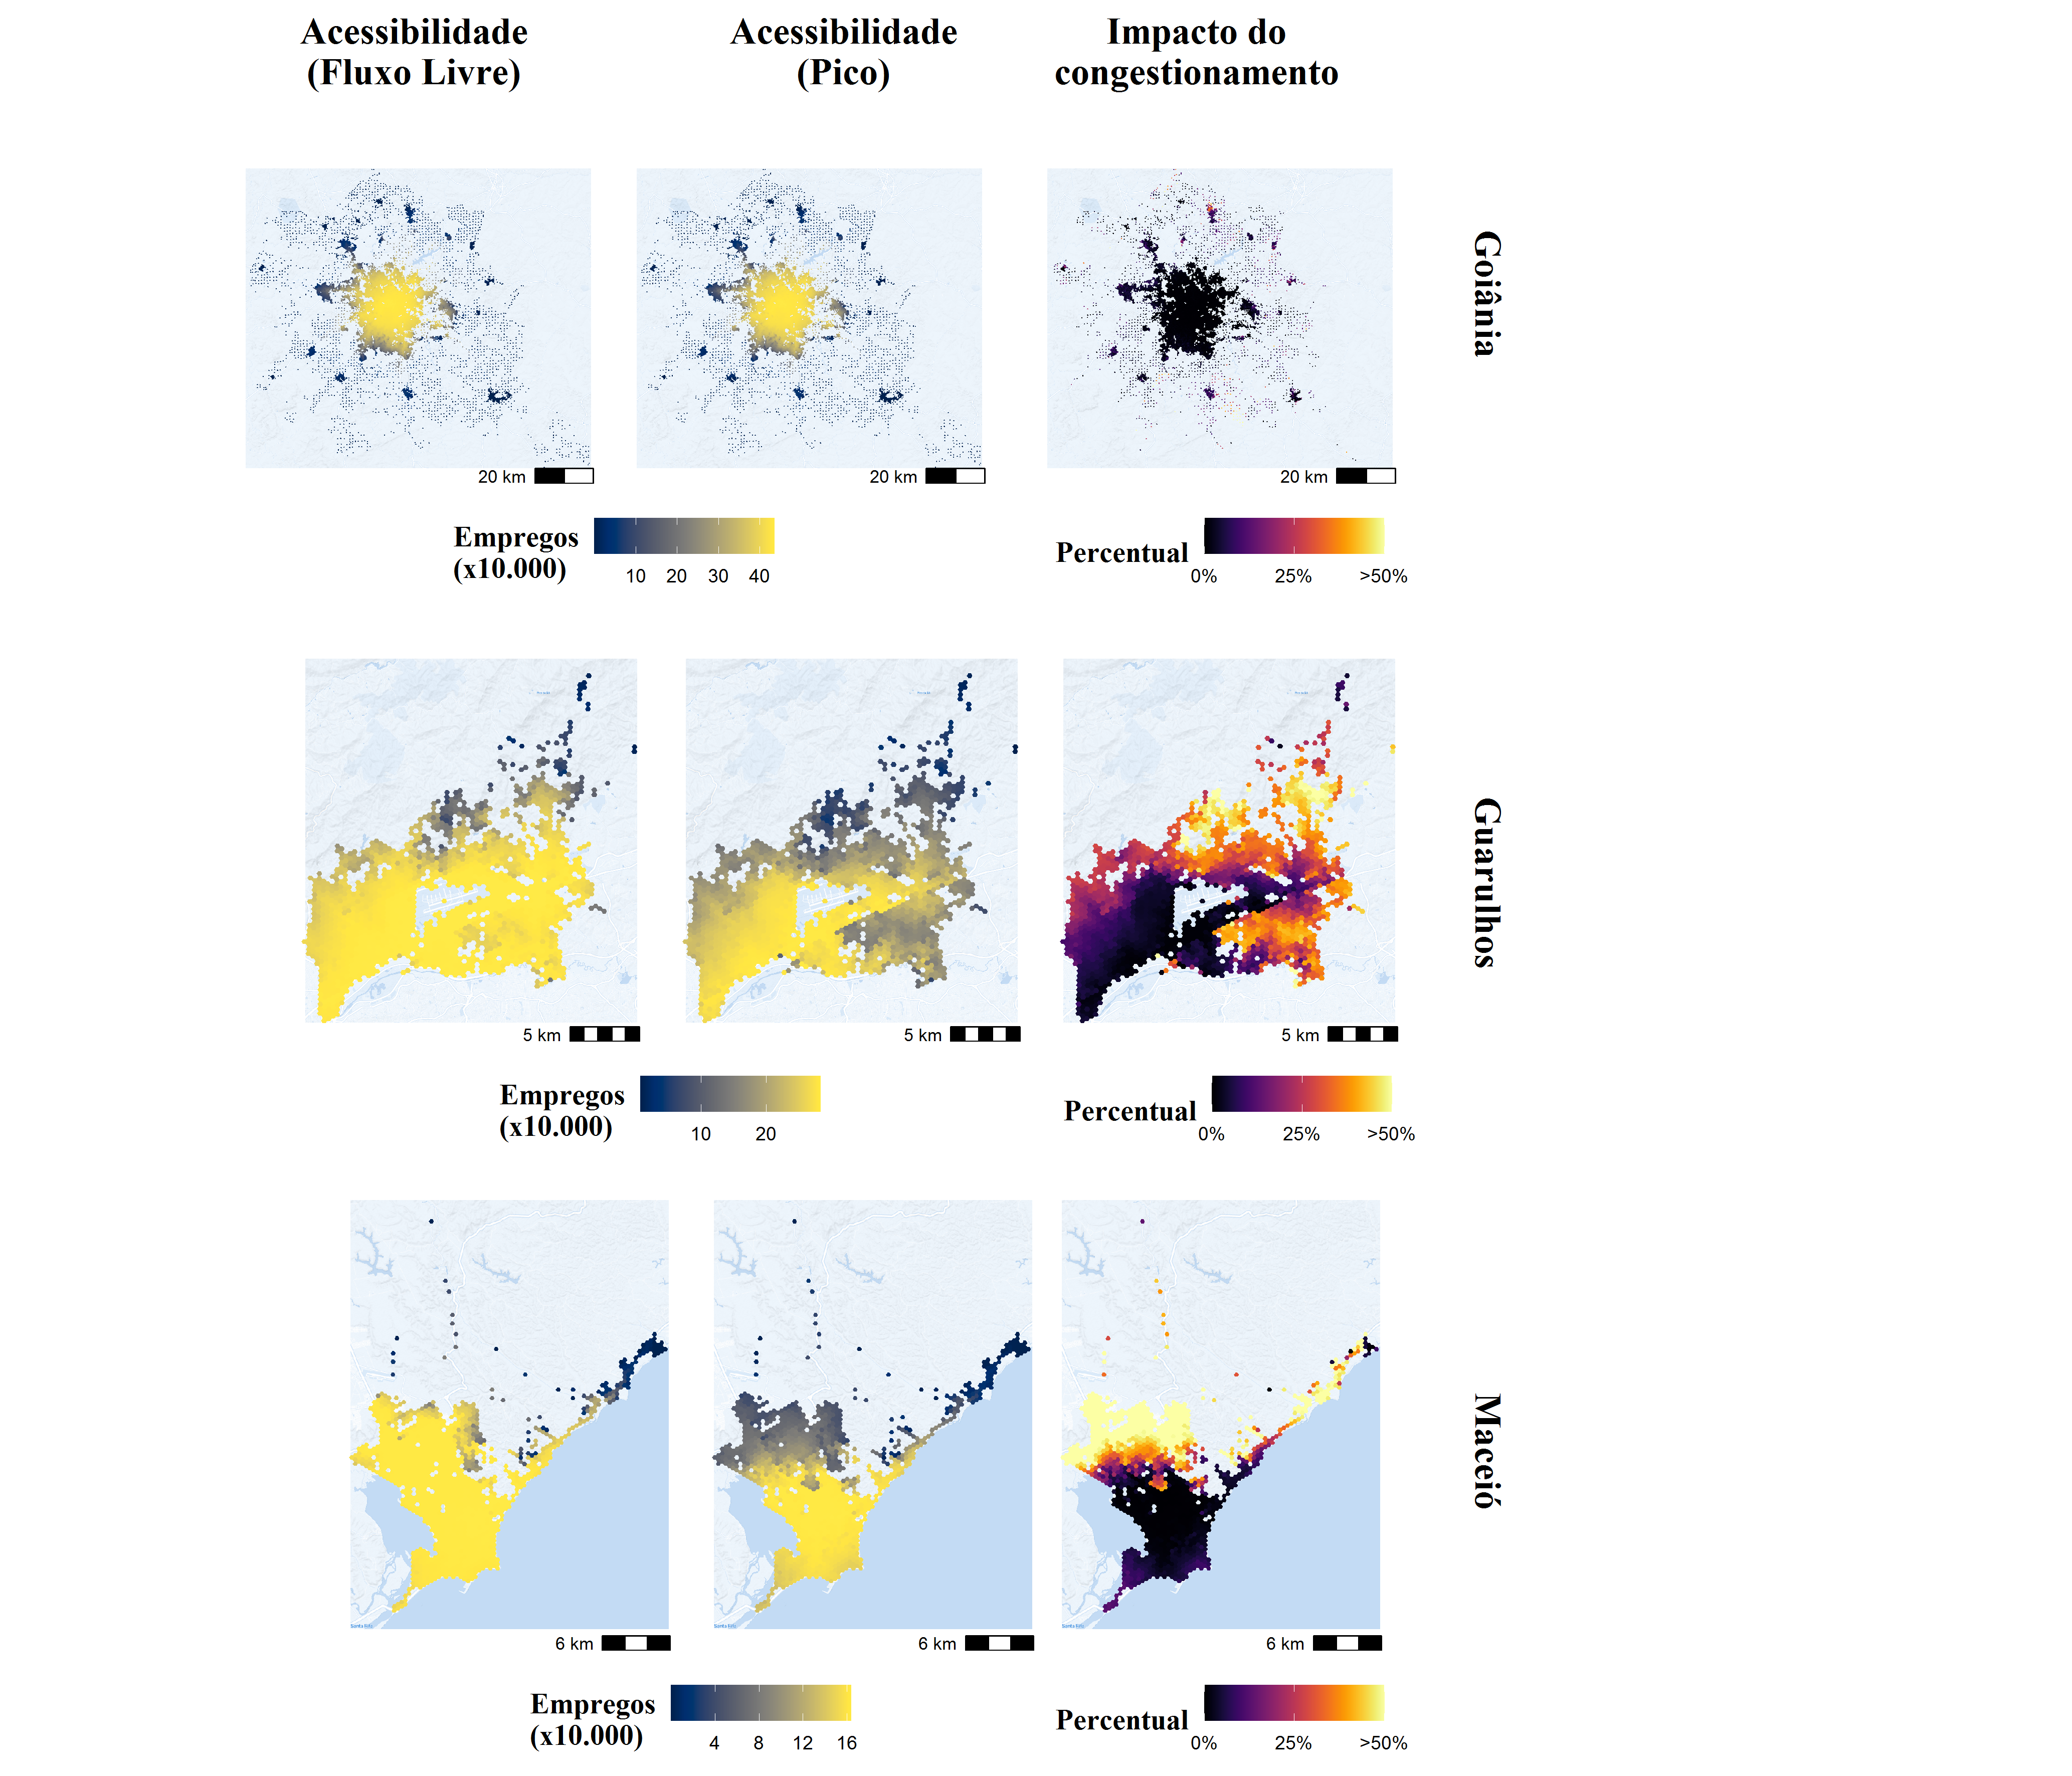 Acessibilidade
(Fluxo Livre)
Acessibilidade
(Pico)
Impacto do
congestionamento
Goiânia
20 km
20 km
20 km
Empregos
(x10.000)
10 20 30 40
Percentual
0% 25% >50%
Guarulhos
5 km
5 km
5 km
Empregos
(x10.000)
10 20
Percentual
0% 25% >50%
Maceió
6 km
6 km
6 km
Empregos
(x10.000)
4 8 12 16
Percentual
0% 25% >50%